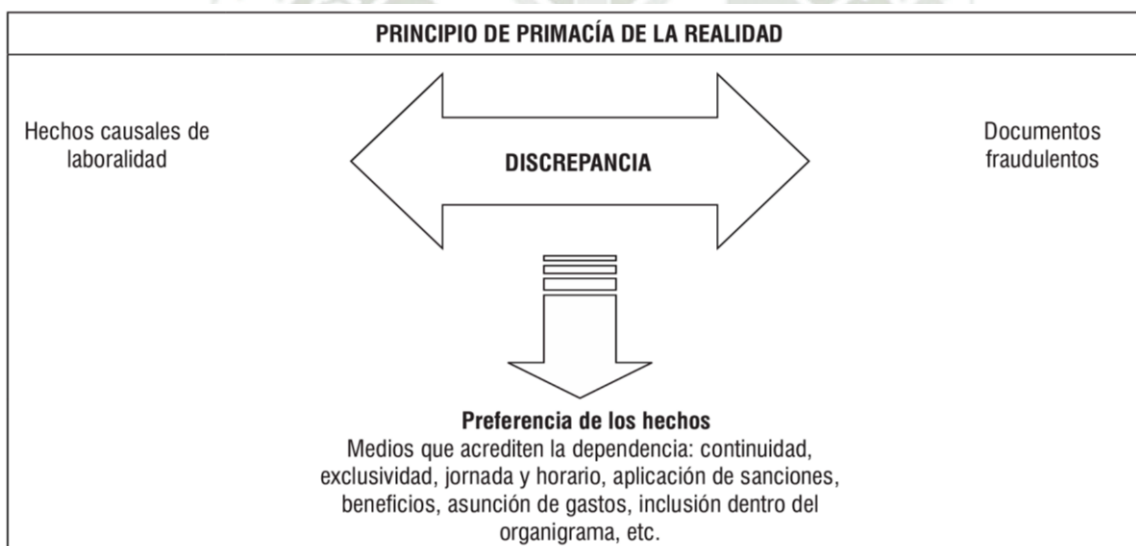 PRINCIPIO DE PRIMACÍA DE LA REALIDAD
Hechos causales de
laboralidad
DISCREPANCIA
Documentos
fraudulentos
Preferencia de los hechos
Medios que acrediten la dependencia: continuidad,
exclusividad, jornada y horario, aplicación de sanciones,
beneficios, asunción de gastos, inclusión dentro del
organigrama, etc.